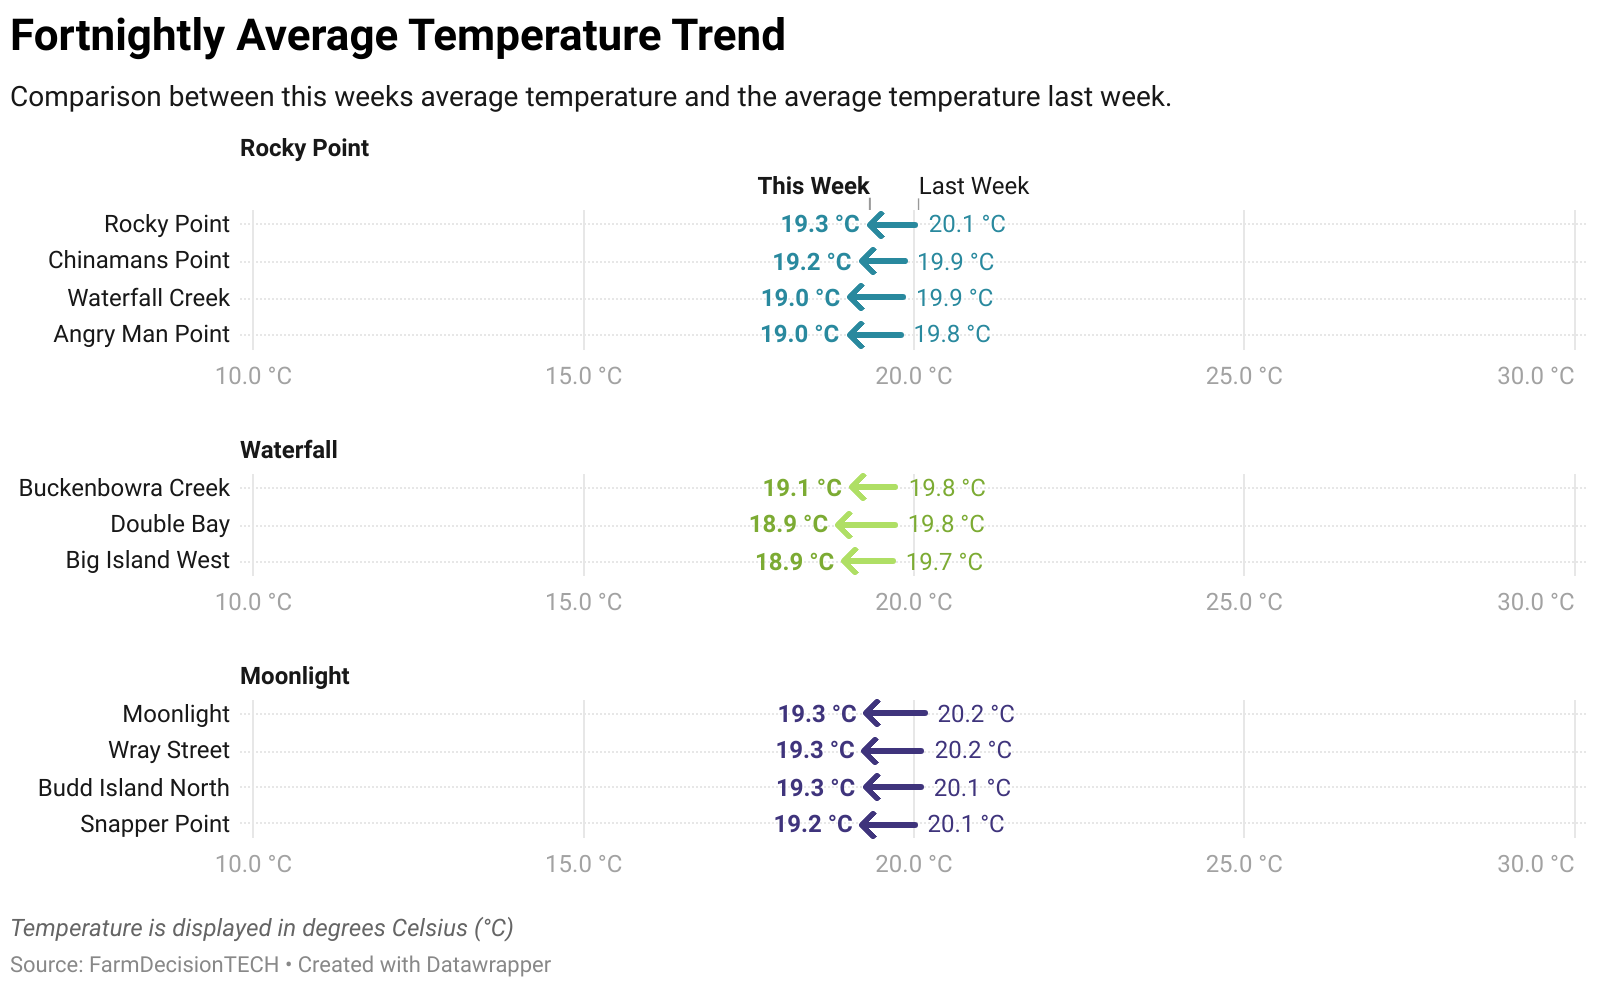 Fortnightly Average Temperature Trend
Comparison between this weeks average temperature and the average temperature last week.
Rocky Point
This Week Last Week
Rocky Point 19.3 °C 20.1 °C
Chinamans Point 19.2 °C 19.9 °C
Waterfall Creek 19.0 °C 19.9 °C
Angry Man Point 19.0 °C 19.8 °C
10.0 °C 15.0 °C 20.0 °C 25.0 °C 30.0 °C
Waterfall
Buckenbowra Creek 19.1 °C 19.8 °C
Double Bay 18.9 °C 19.8 °C
Big Island West 18.9 °C 19.7 °C
10.0 °C 15.0 °C 20.0 °C 25.0 °C 30.0 °C
Moonlight
Moonlight 19.3 °C 20.2 °C
Wray Street 19.3 °C 20.2 °C
Budd Island North 19.3 °C 20.1 °C
Snapper Point 19.2 °C 20.1 °C
10.0 °C 15.0 °C 20.0 °C 25.0 °C 30.0 °C
Temperature is displayed in degrees Celsius (°C)
Source: FarmDecisionTECH • Created with Datawrapper